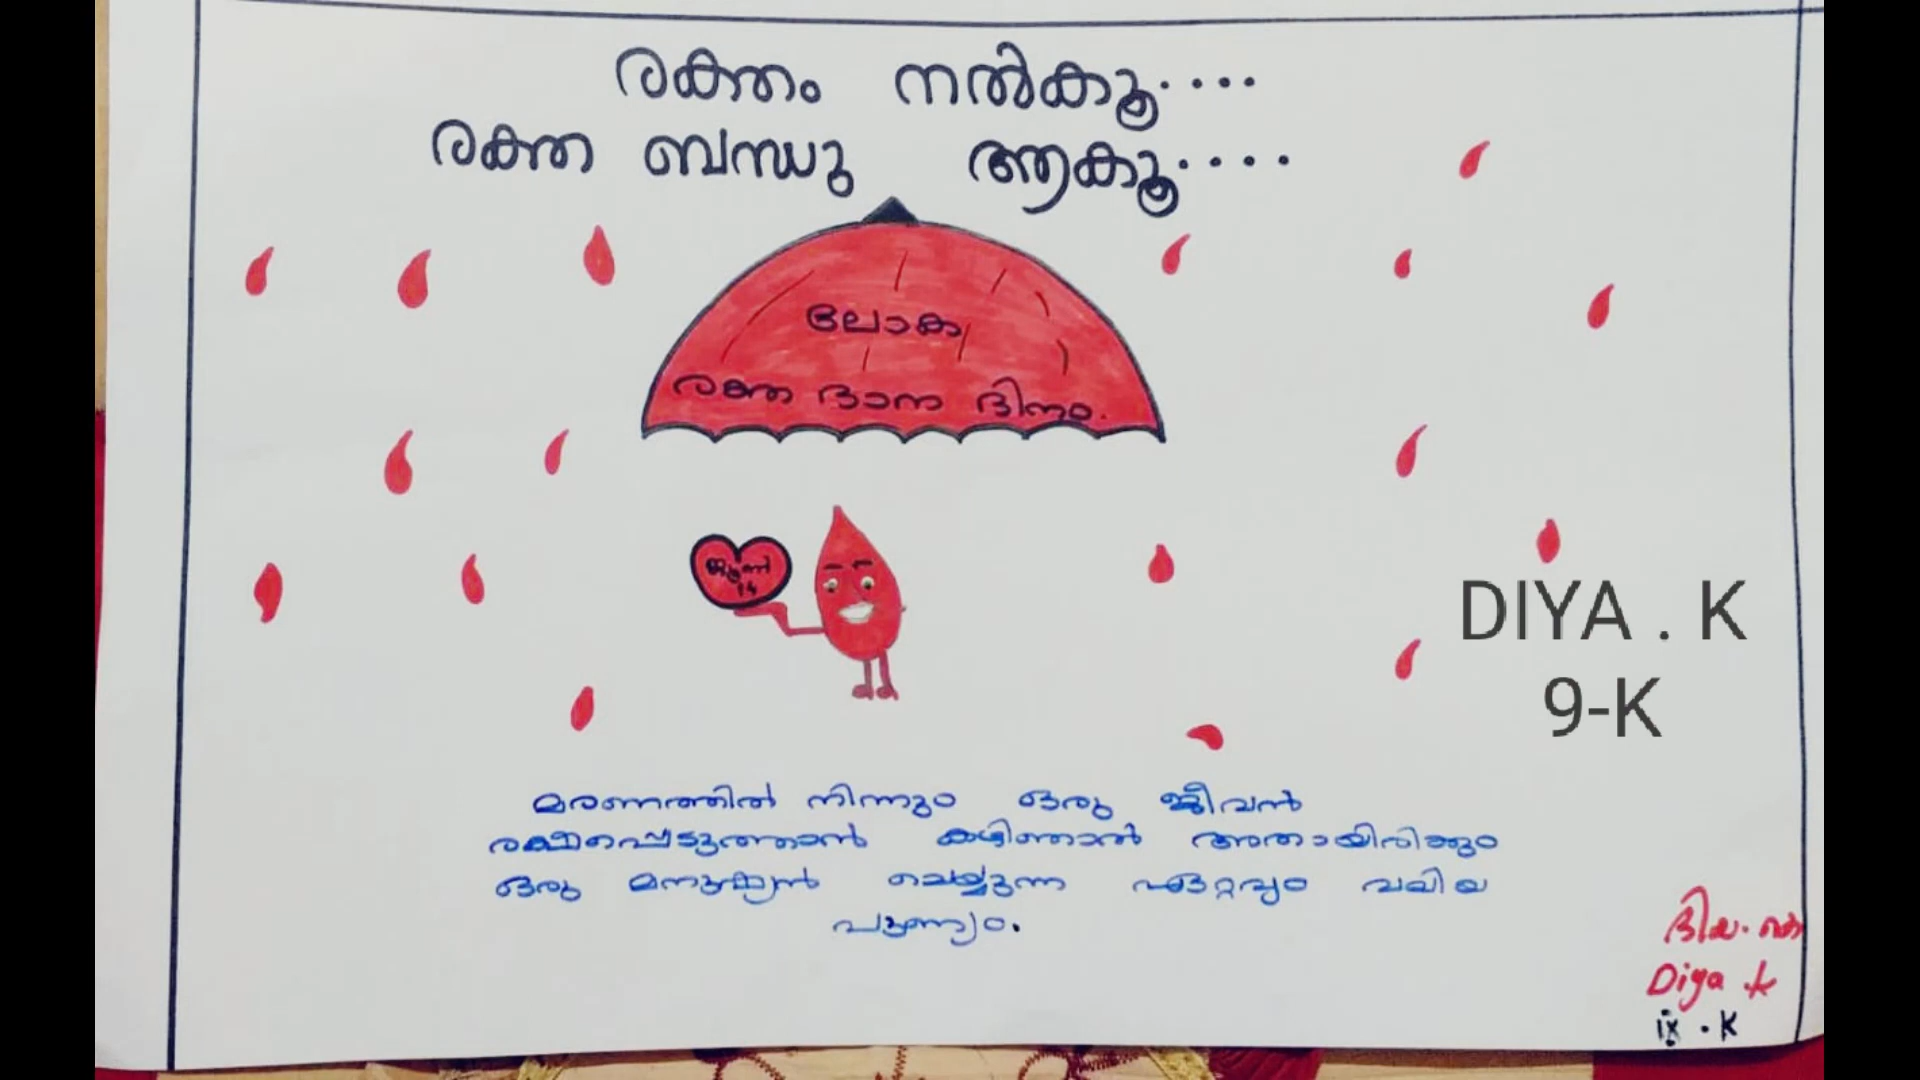 രക്തം നൽകൂ....
രക്ത ബന്ധു ആകൂ....
ലോക
രക്ത ദാന ദിനം.
ജൂൺ
14
മരണത്തിൽ നിന്നും ഒരു ജീവൻ
രക്ഷപ്പെടുത്താൻ കഴിഞ്ഞാൽ അതായിരിക്കും
ഒരു മനുഷ്യൻ ചെയ്യുന്ന ഏറ്റവും വലിയ
പുണ്യം.
DIYA . K
9-K
ദിയ. കെ
Diya .k
ix . K